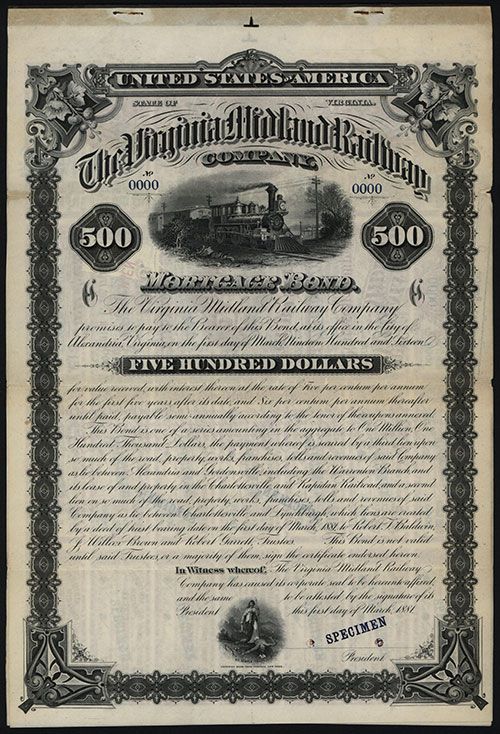 UNITED STATES OF AMERICA
STATE OF VIRGINIA.
The Virginia Midland Railway
COMPANY.
No 0000
No 0000
500
500
MORTGAGE BOND.
The Virginia Midland Railway Company
promises to pay to the Bearer of this Bond, at its office in the City of
Alexandria, Virginia, on the first day of March Nineteen Hundred and Sixteen
FIVE HUNDRED DOLLARS
for value received, with interest thereon at the rate of Five per centum per annum
for the first five years after its date, and Six per centum per annum thereafter
until paid, payable semi-annually according to the tenor of the coupons annexed.
This Bond is one of a series amounting in the aggregate to One Million, One
Hundred Thousand Dollars, the payment whereof is secured by a third lien upon
so much of the road, property, works, franchises, tolls and revenues of said Company
as lie between Alexandria and Gordonsville, including the Warrenton Branch, and
its lease of and property in the Charlottesville and Rapidan Railroad, and a second
lien on so much of the road, property, works, franchises, tolls and revenues of said
Company as lie between Charlottesville and Lynchburgh, which liens are created
by a deed of trust bearing date on the first day of March, 1881, to Robert T. Baldwin,
J. Willcox Brown and Robert Garrett, Trustees. This Bond is not valid
until said Trustees, or a majority of them, sign the certificate endorsed hereon.
In Witness whereof, The Virginia Midland Railway
Company has caused its corporate seal to be hereunto affixed
and the same to be attested by the signature of its
President this first day of March 1881.
SPECIMEN
President